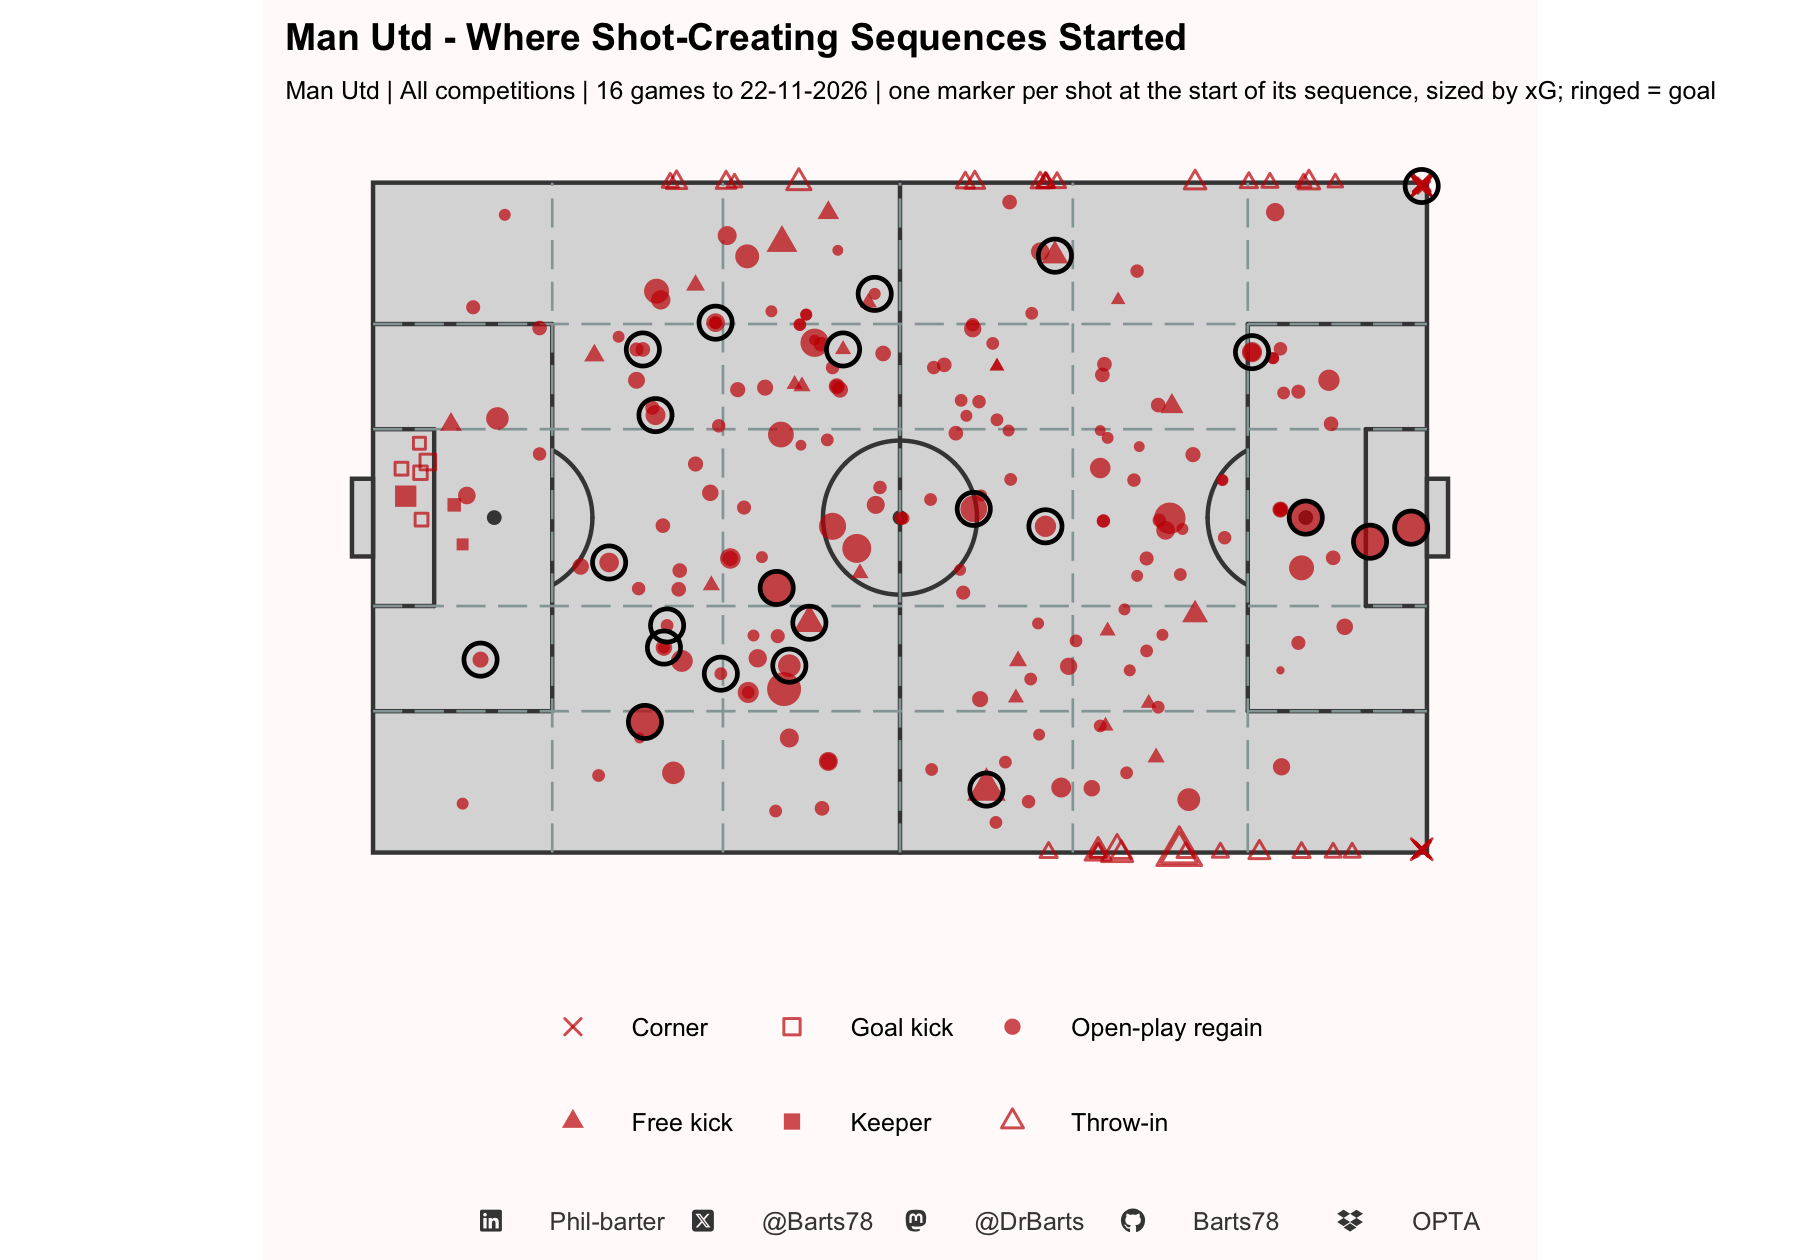 Man Utd - Where Shot-Creating Sequences Started
Man Utd | All competitions | 16 games to 22-11-2026 | one marker per shot at the start of its sequence, sized by xG; ringed = goal
Corner Goal kick Open-play regain
Free kick Keeper Throw-in
Phil-barter @Barts78 @DrBarts Barts78 OPTA